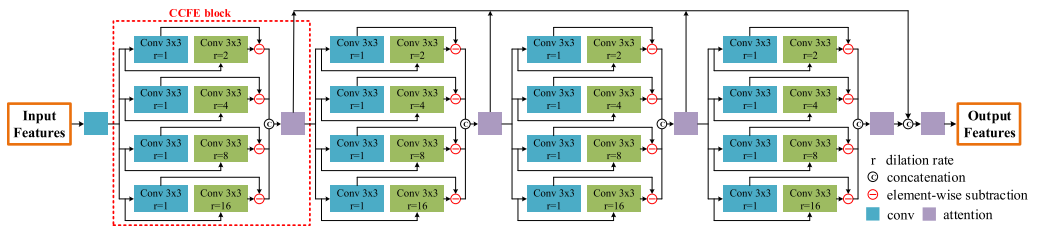 CCFE block
Input
Features
Conv 3x3
r=1
Conv 3x3
r=2
Conv 3x3
r=1
Conv 3x3
r=4
Conv 3x3
r=1
Conv 3x3
r=8
Conv 3x3
r=1
Conv 3x3
r=16
c
Conv 3x3
r=1
Conv 3x3
r=2
Conv 3x3
r=1
Conv 3x3
r=4
Conv 3x3
r=1
Conv 3x3
r=8
Conv 3x3
r=1
Conv 3x3
r=16
c
Conv 3x3
r=1
Conv 3x3
r=2
Conv 3x3
r=1
Conv 3x3
r=4
Conv 3x3
r=1
Conv 3x3
r=8
Conv 3x3
r=1
Conv 3x3
r=16
c
Conv 3x3
r=1
Conv 3x3
r=2
Conv 3x3
r=1
Conv 3x3
r=4
Conv 3x3
r=1
Conv 3x3
r=8
Conv 3x3
r=1
Conv 3x3
r=16
c
c
Output
Features
r dilation rate
c concatenation
element-wise subtraction
conv attention